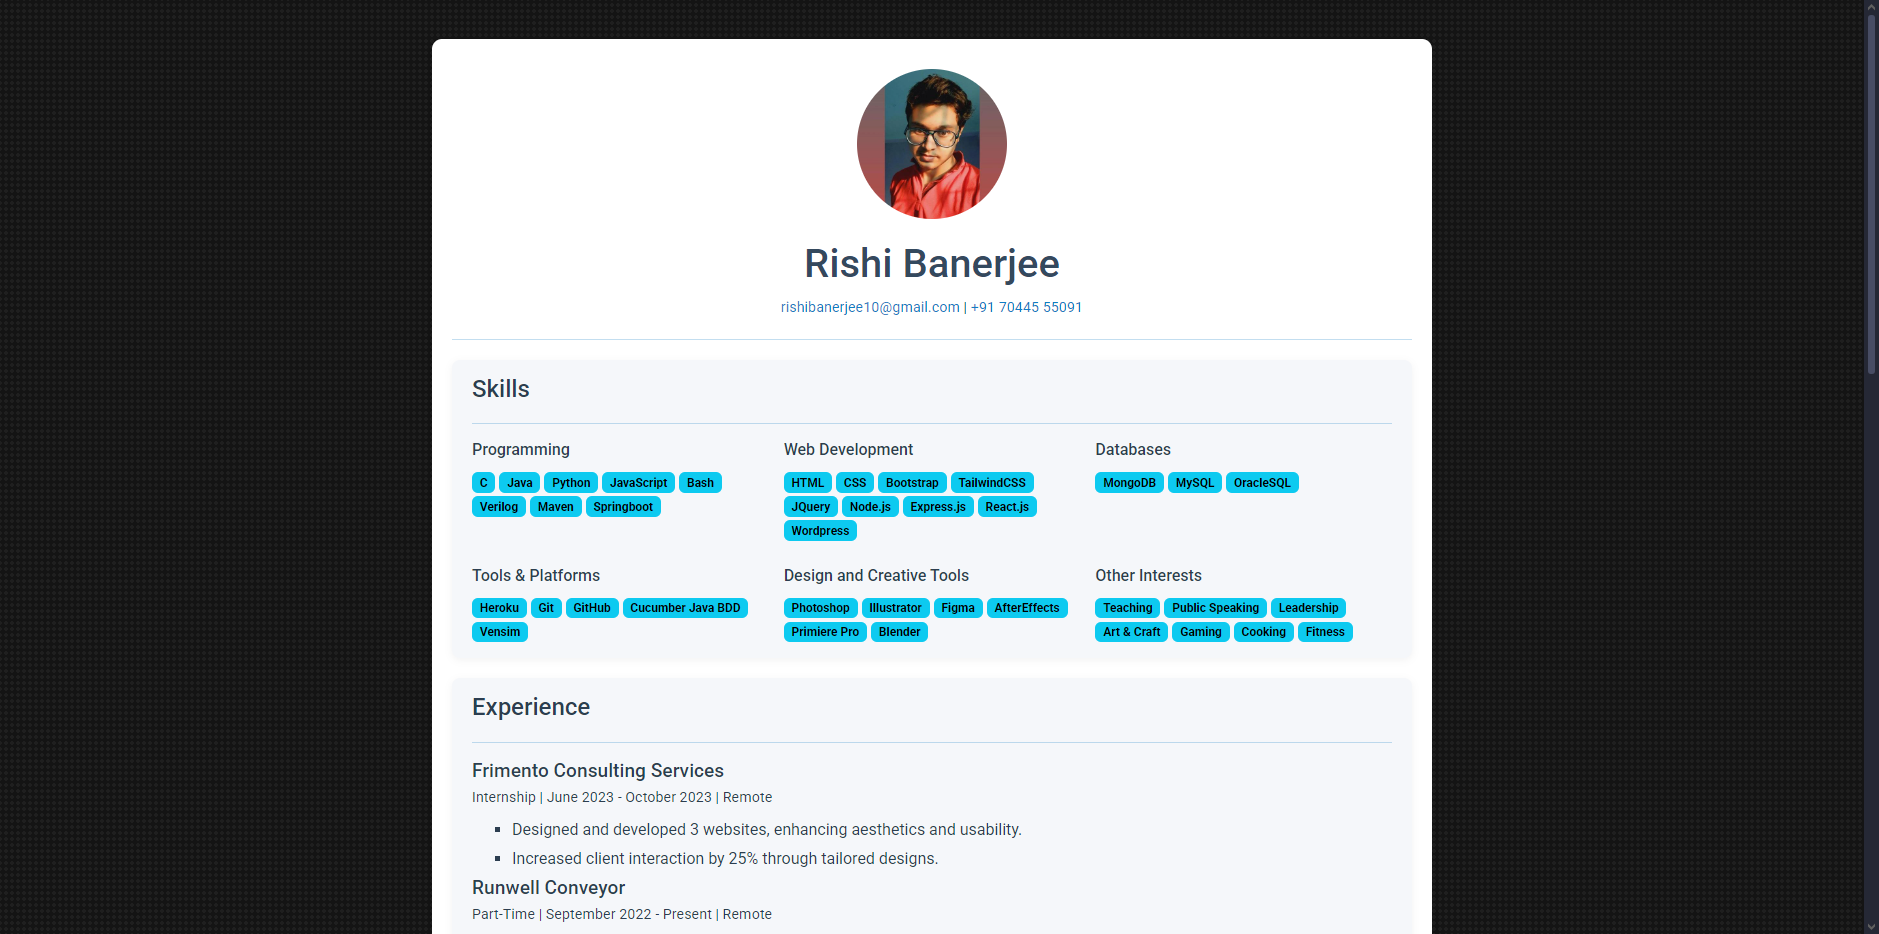 Rishi Banerjee
rishibanerjee10@gmail.com | +91 70445 55091
Skills
Programming
C Java Python JavaScript Bash
Verilog Maven Springboot
Web Development
HTML CSS Bootstrap TailwindCSS
JQuery Node.js Express.js React.js
Wordpress
Databases
MongoDB MySQL OracleSQL
Tools & Platforms
Heroku Git GitHub Cucumber Java BDD
Vensim
Design and Creative Tools
Photoshop Illustrator Figma AfterEffects
Primiere Pro Blender
Other Interests
Teaching Public Speaking Leadership
Art & Craft Gaming Cooking Fitness
Experience
Frimento Consulting Services
Internship | June 2023 - October 2023 | Remote
Designed and developed 3 websites, enhancing aesthetics and usability.
Increased client interaction by 25% through tailored designs.
Runwell Conveyor
Part-Time | September 2022 - Present | Remote